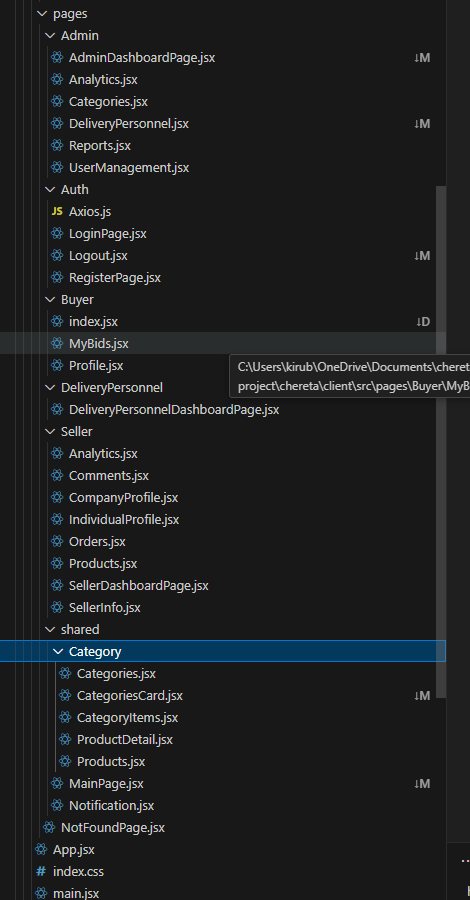 pages
Admin
AdminDashboardPage.jsx ↓M
Analytics.jsx
Categories.jsx
DeliveryPersonnel.jsx ↓M
Reports.jsx
UserManagement.jsx
Auth
JS Axios.js
LoginPage.jsx
Logout.jsx ↓M
RegisterPage.jsx
Buyer
index.jsx ↓D
MyBids.jsx
Profile.jsx
C:\Users\kirub\OneDrive\Documents\cheret
project\chereta\client\src\pages\Buyer\MyB
DeliveryPersonnel
DeliveryPersonnelDashboardPage.jsx
Seller
Analytics.jsx
Comments.jsx
CompanyProfile.jsx
IndividualProfile.jsx
Orders.jsx
Products.jsx
SellerDashboardPage.jsx
SellerInfo.jsx
shared
Category
Categories.jsx
CategoriesCard.jsx ↓M
CategoryItems.jsx
ProductDetail.jsx
Products.jsx
MainPage.jsx ↓M
Notification.jsx
NotFoundPage.jsx
App.jsx
# index.css
main.jsx